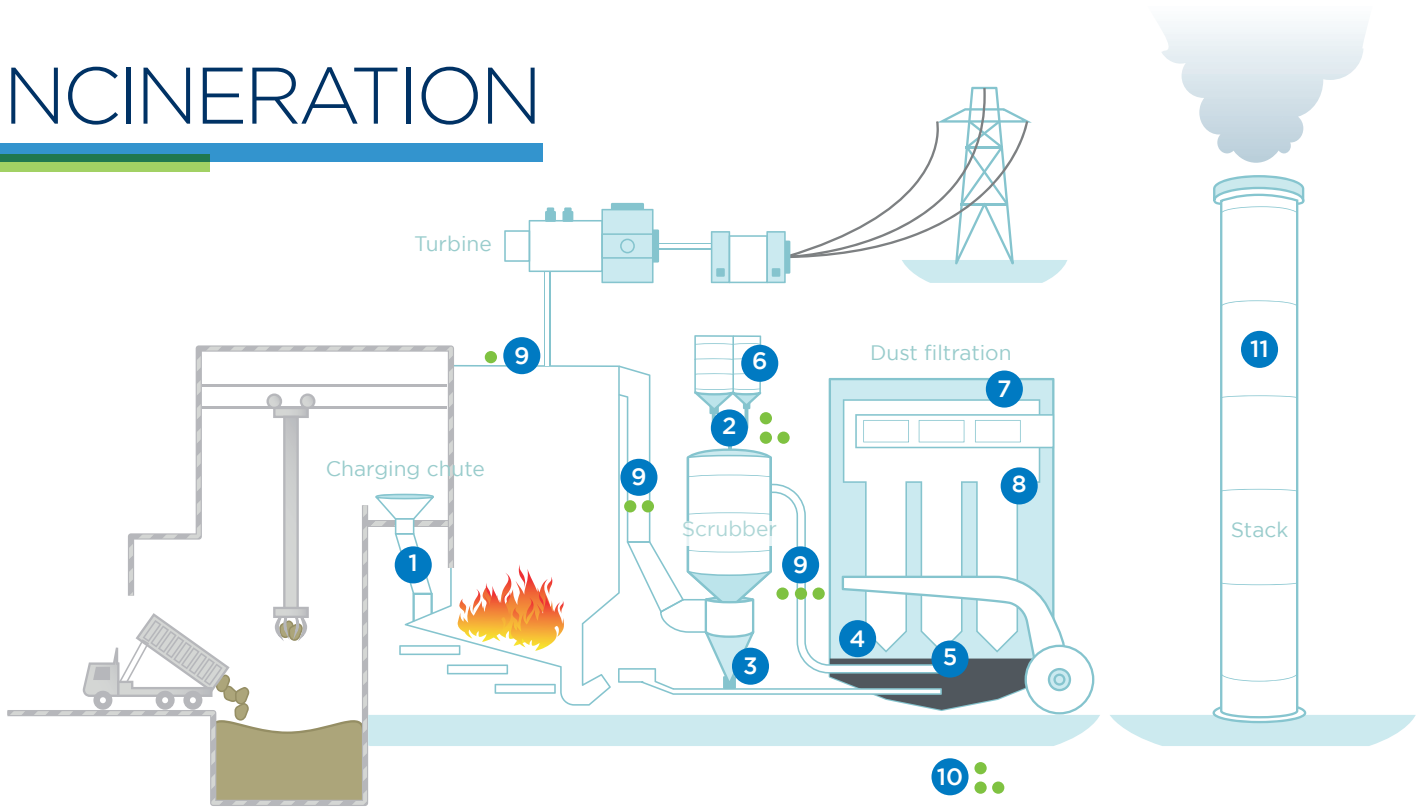 NCINERATION
Turbine
9
6
Dust filtration
7
11
2
Charging chute
9
8
Scrubber
Stack
1
9
4
5
3
10